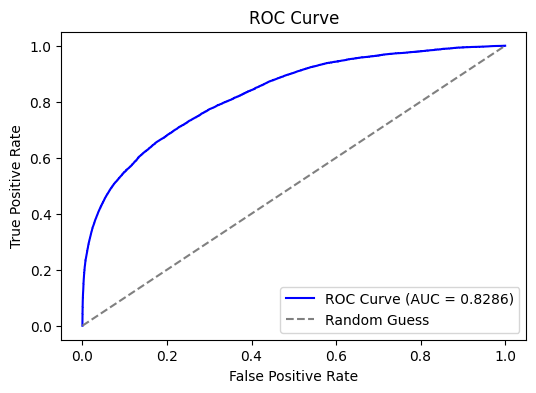 ROC Curve
True Positive Rate
1.0
0.8
0.6
0.4
0.2
0.0
ROC Curve (AUC = 0.8286)
Random Guess
0.0 0.2 0.4 0.6 0.8 1.0
False Positive Rate